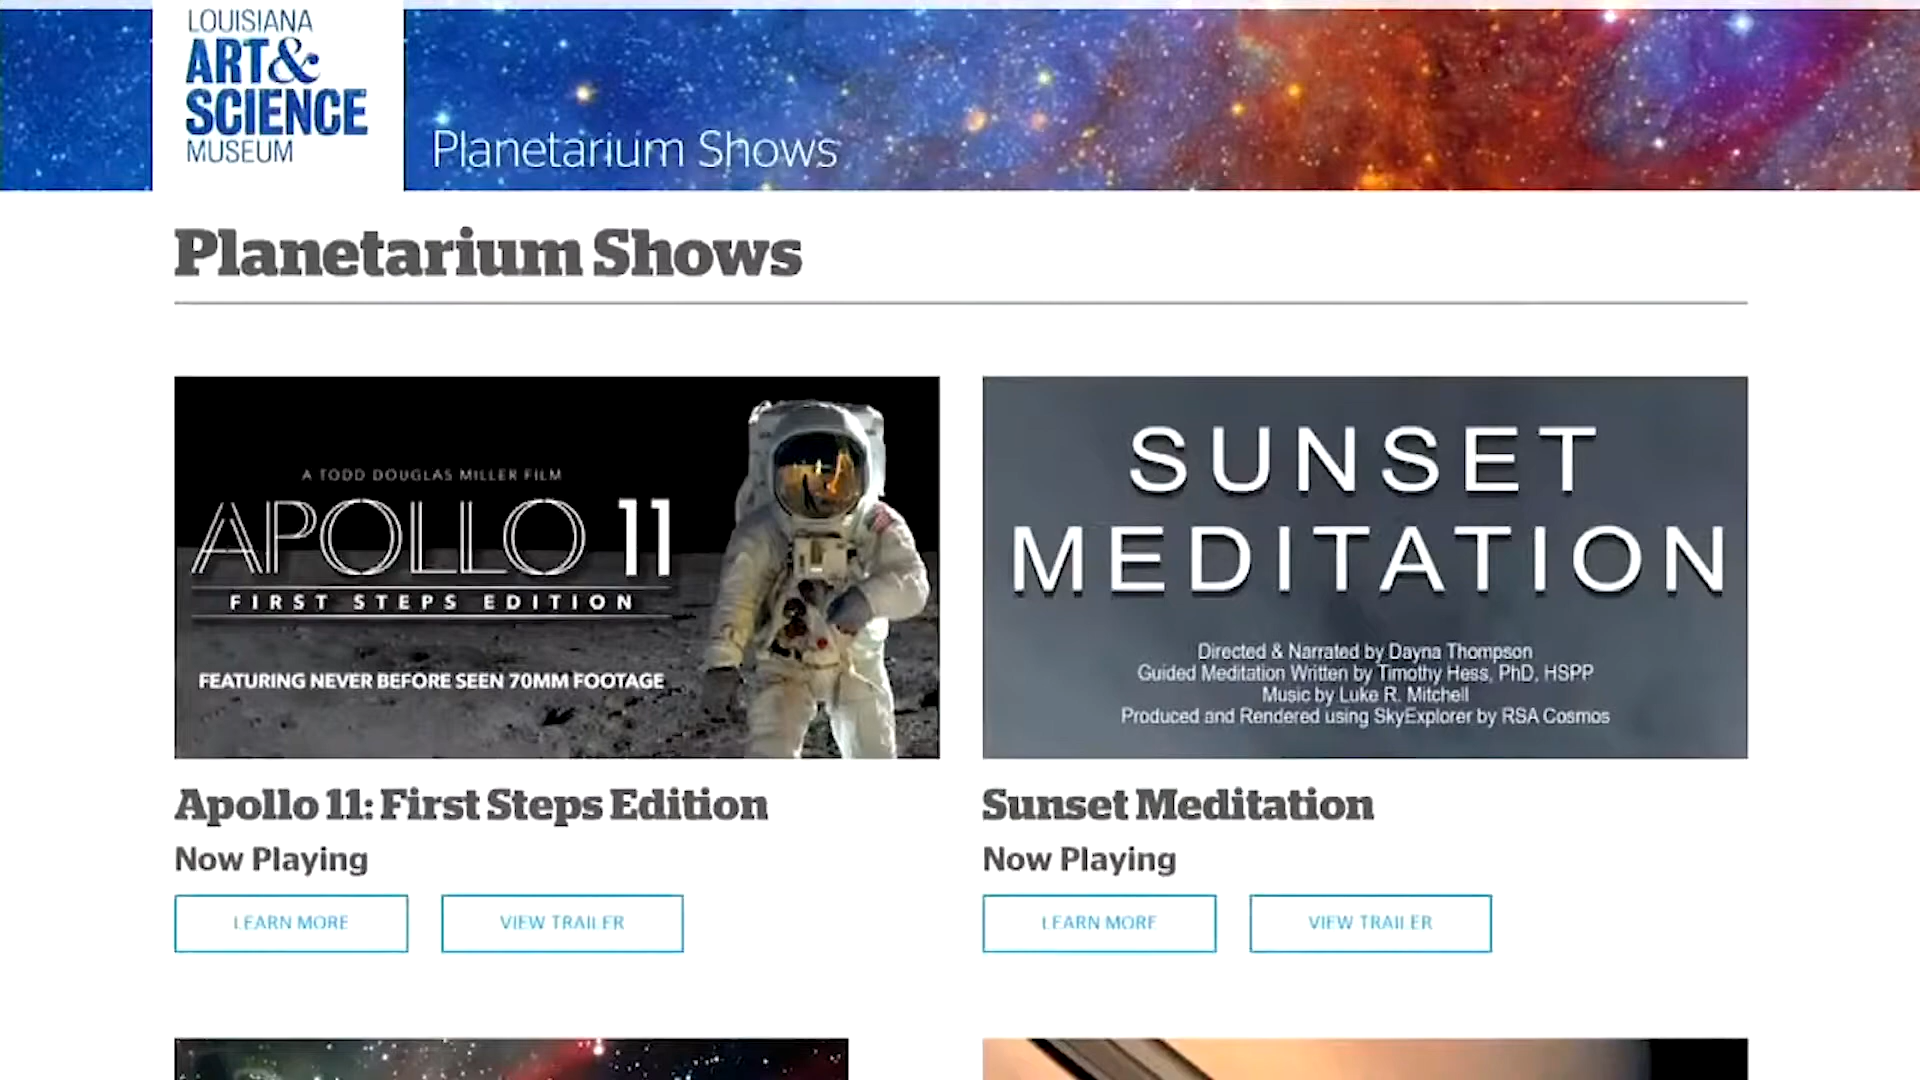 LOUISIANA
ART&
SCIENCE
MUSEUM
Planetarium Shows
Planetarium Shows
A TODD DOUGLAS MILLER FILM
APOLLO 11
FIRST STEPS EDITION
FEATURING NEVER BEFORE SEEN 70MM FOOTAGE
SUNSET
MEDITATION
Directed & Narrated by Dayna Thompson
Guided Meditation Written by Timothy Hess, PhD, HSPP
Music by Luke R. Mitchell
Produced and Rendered using SkyExplorer by RSA Cosmos
Apollo 11: First Steps Edition
Now Playing
LEARN MORE
VIEW TRAILER
Sunset Meditation
Now Playing
LEARN MORE
VIEW TRAILER